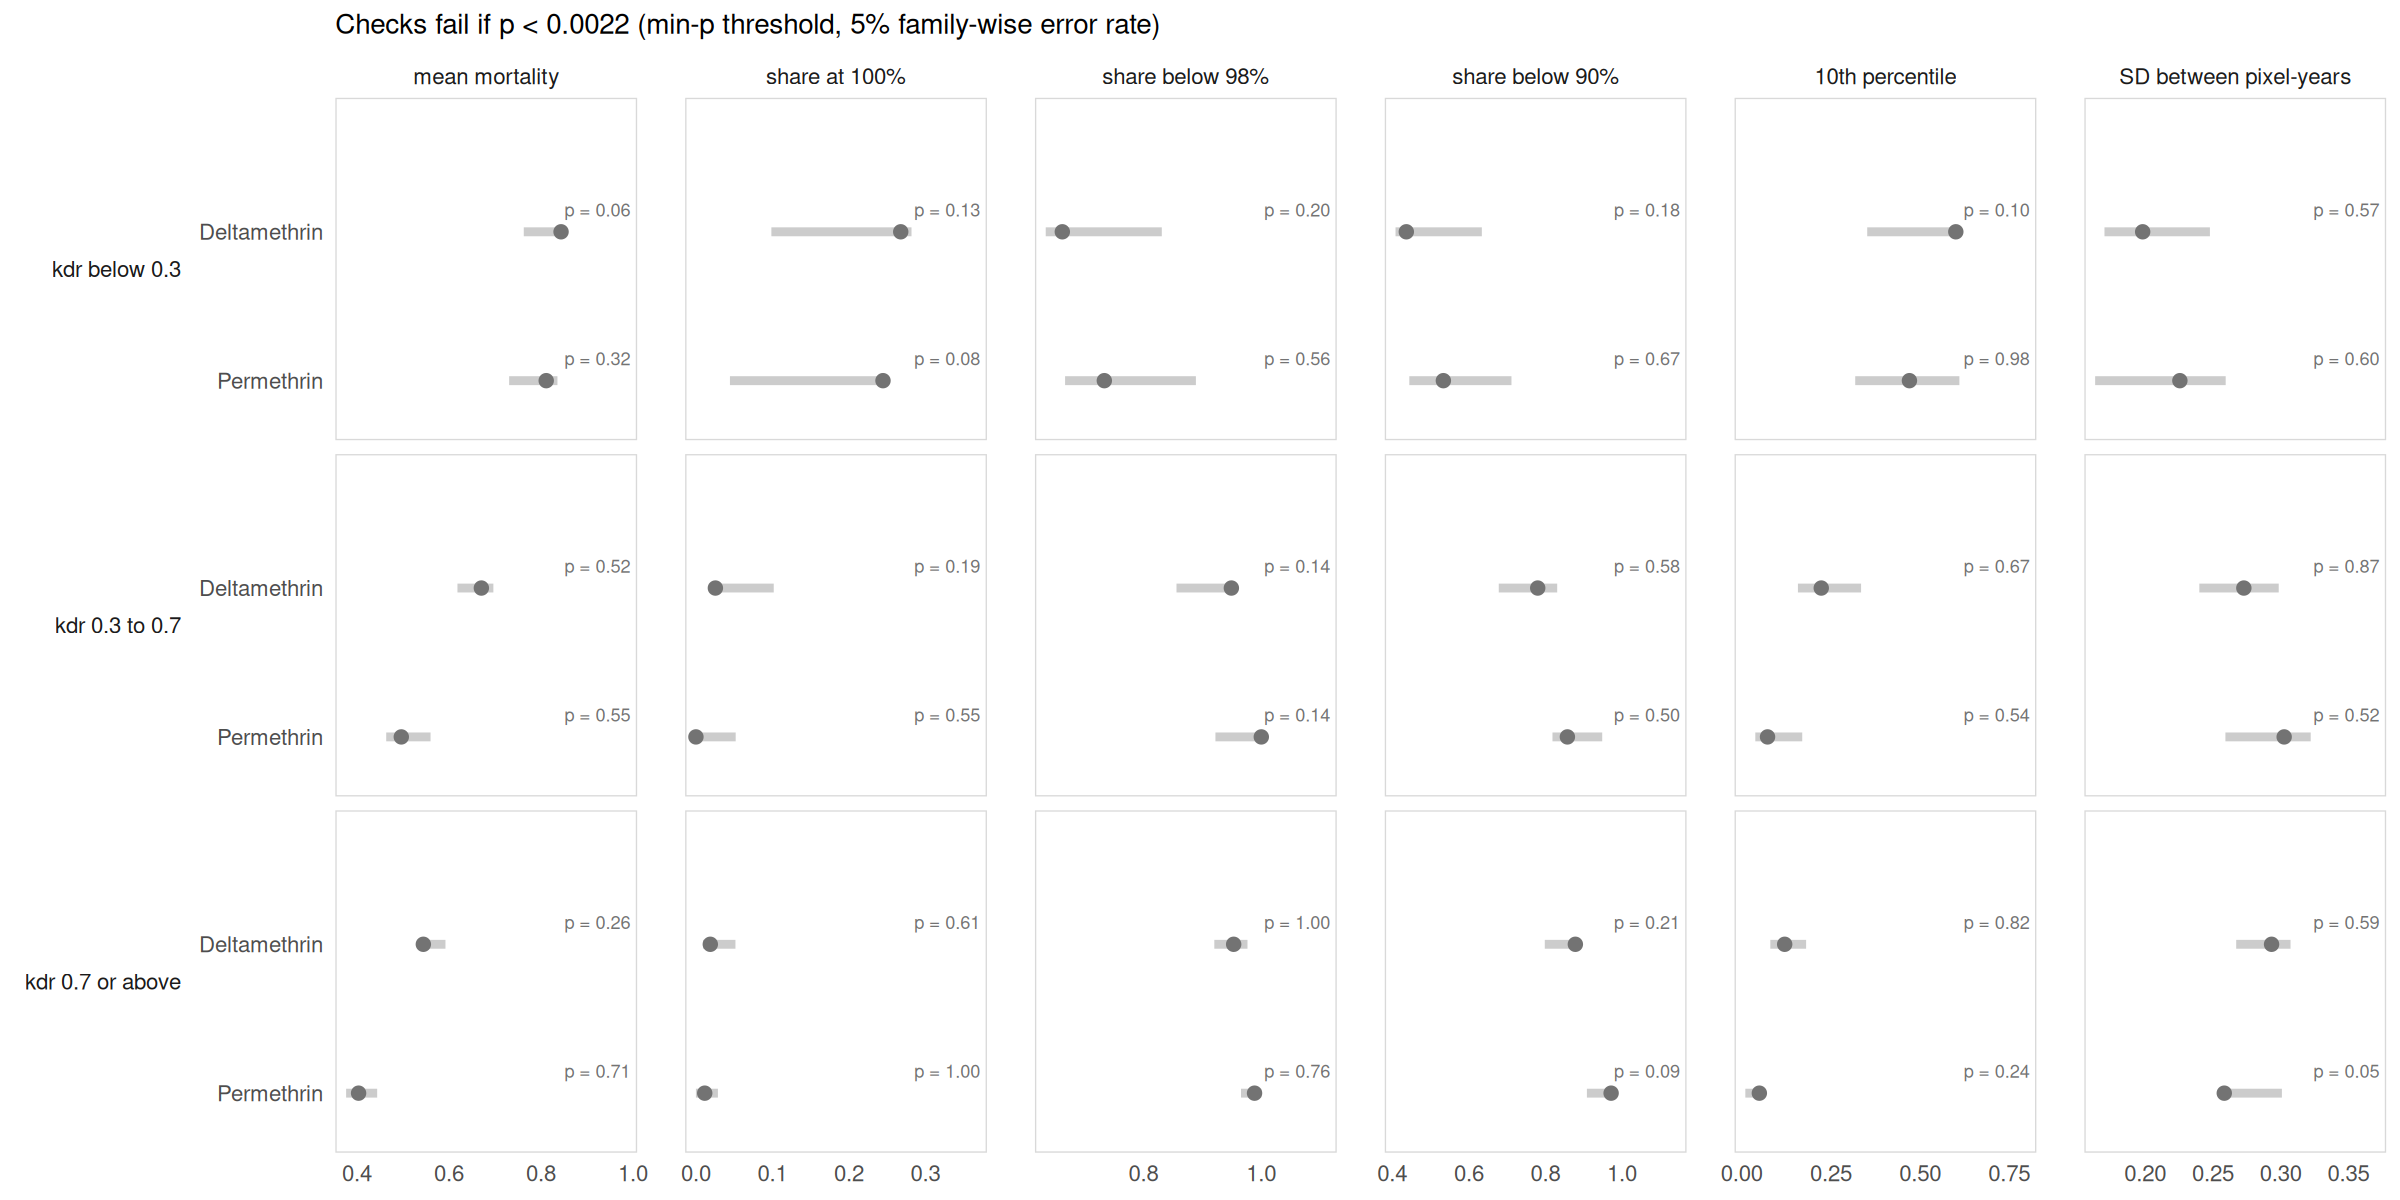 Checks fail if p < 0.0022 (min-p threshold, 5% family-wise error rate)
mean mortality share at 100% share below 98% share below 90% 10th percentile SD between pixel-years
kdr below 0.3
Deltamethrin p = 0.06 p = 0.13 p = 0.20 p = 0.18 p = 0.10 p = 0.57
Permethrin p = 0.32 p = 0.08 p = 0.56 p = 0.67 p = 0.98 p = 0.60
kdr 0.3 to 0.7
Deltamethrin p = 0.52 p = 0.19 p = 0.14 p = 0.58 p = 0.67 p = 0.87
Permethrin p = 0.55 p = 0.55 p = 0.14 p = 0.50 p = 0.54 p = 0.52
kdr 0.7 or above
Deltamethrin p = 0.26 p = 0.61 p = 1.00 p = 0.21 p = 0.82 p = 0.59
Permethrin p = 0.71 p = 1.00 p = 0.76 p = 0.09 p = 0.24 p = 0.05
0.4 0.6 0.8 1.0 0.0 0.1 0.2 0.3 0.8 1.0 0.4 0.6 0.8 1.0 0.00 0.25 0.50 0.75 0.20 0.25 0.30 0.35